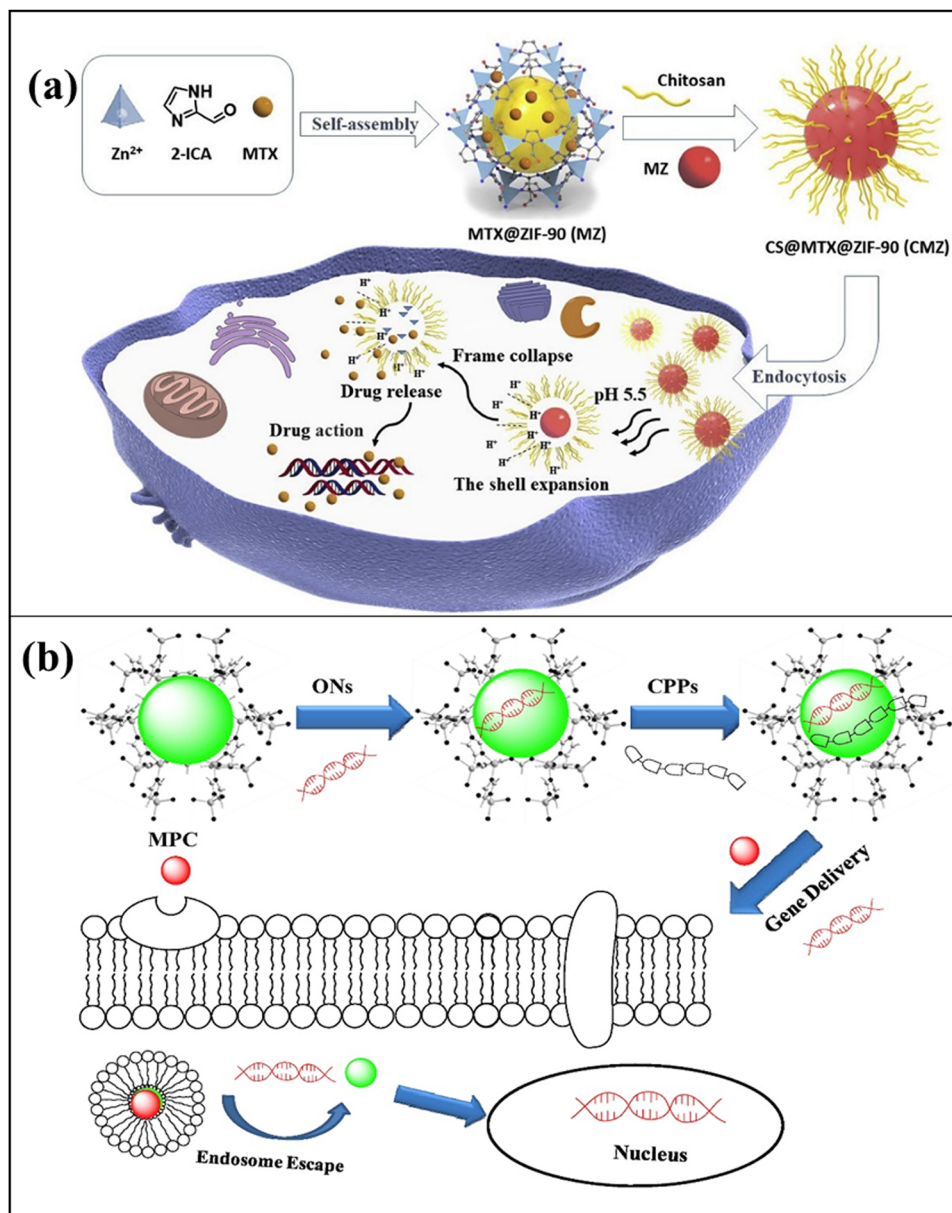 (a)
NH
N
O
Zn²⁺ 2-ICA MTX
Self-assembly
MTX@ZIF-90 (MZ)
Chitosan
MZ
CS@MTX@ZIF-90 (CMZ)
Endocytosis
pH 5.5
H⁺
H⁺
H⁺
H⁺
H⁺
H⁺
H⁺
H⁺
The shell expansion
Frame collapse
H⁺
H⁺
H⁺
H⁺
H⁺
H⁺
H⁺
Drug release
Drug action
(b)
ONs
CPPs
MPC
Gene Delivery
Endosome Escape
Nucleus